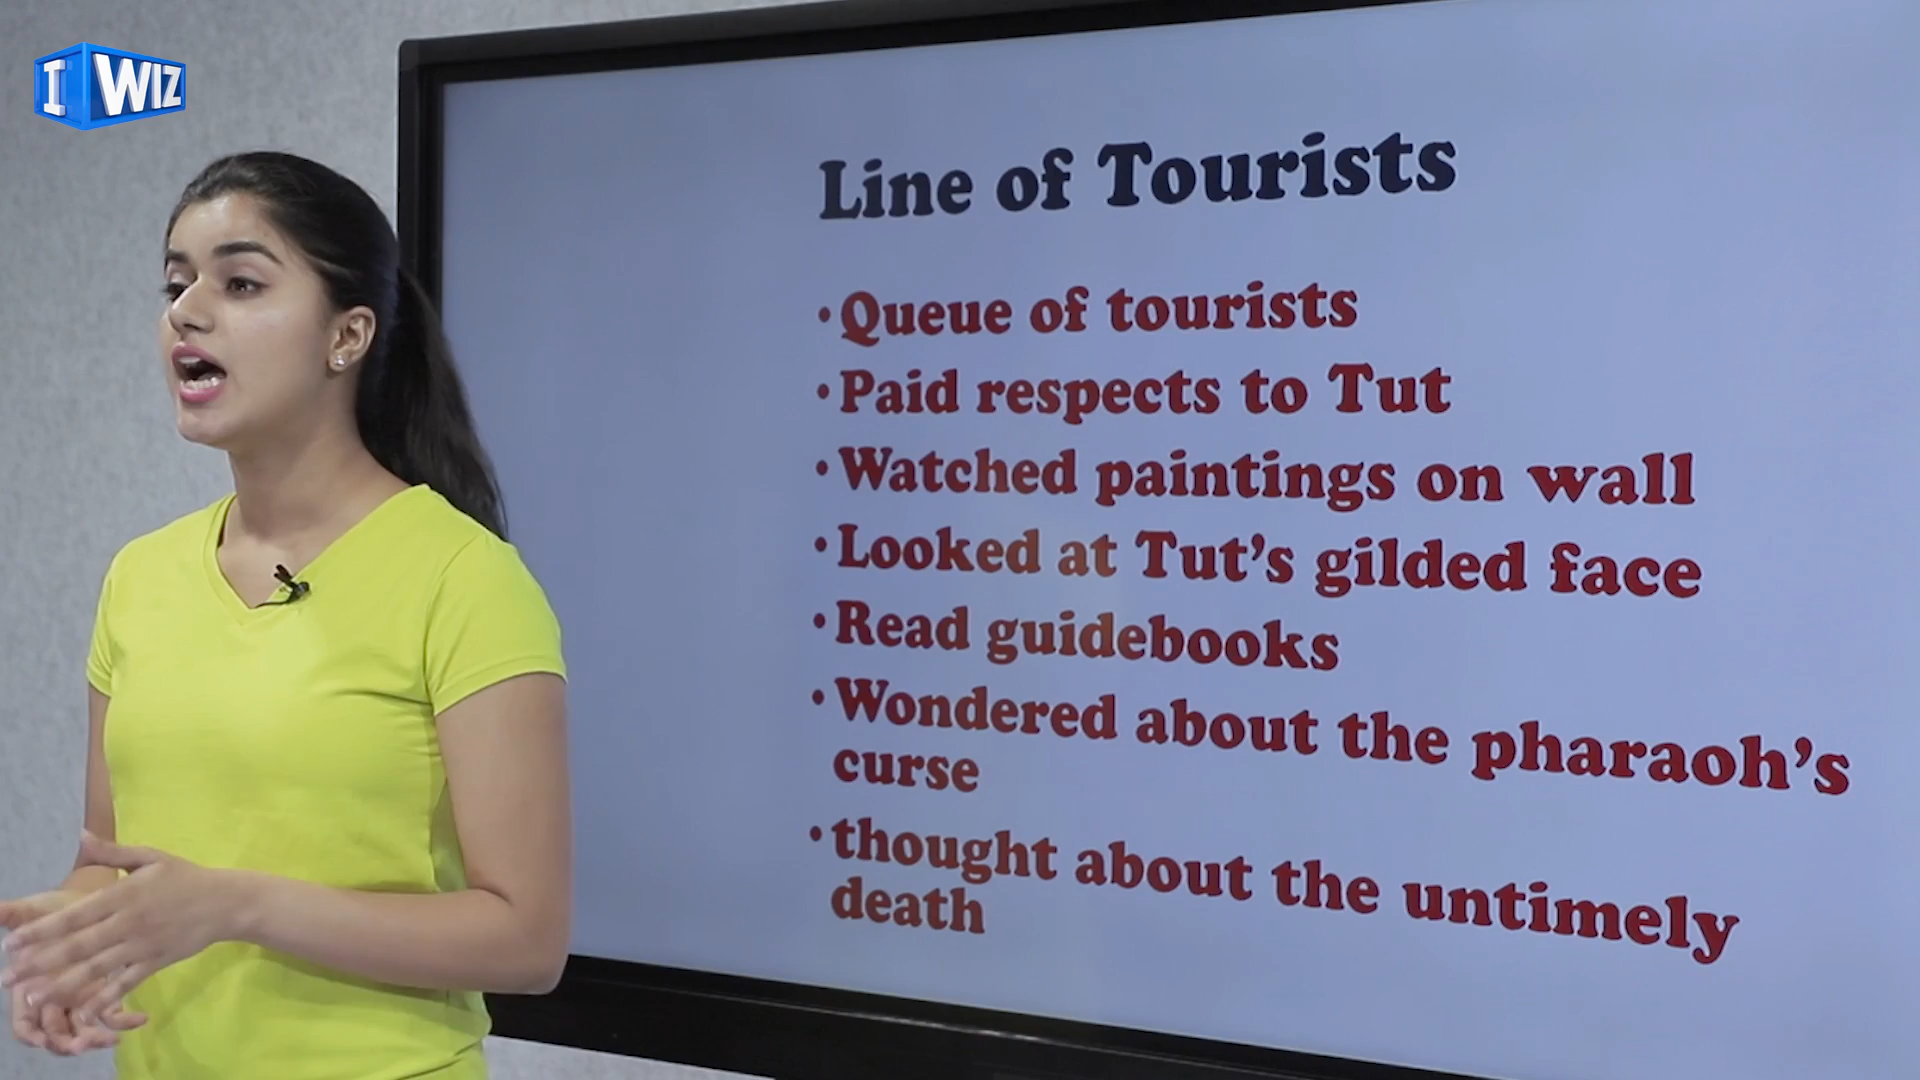 I WIZ
Line of Tourists
•Queue of tourists
•Paid respects to Tut
•Watched paintings on wall
•Looked at Tut’s gilded face
•Read guidebooks
•Wondered about the pharaoh’s
curse
•thought about the untimely
death